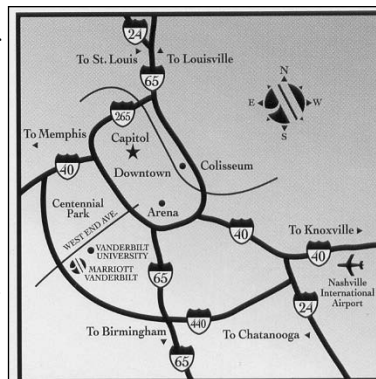 24
To St. Louis
To Louisville
65
N
E
W
S
265
To Memphis
Capitol
40
Downtown
Coliseum
Centennial
Park
Arena
WEST END AVE.
40
To Knoxville
VANDERBILT
UNIVERSITY
MARRIOTT
VANDERBILT
65
40
Nashville
International
Airport
24
To Birmingham
440
To Chatanooga
65